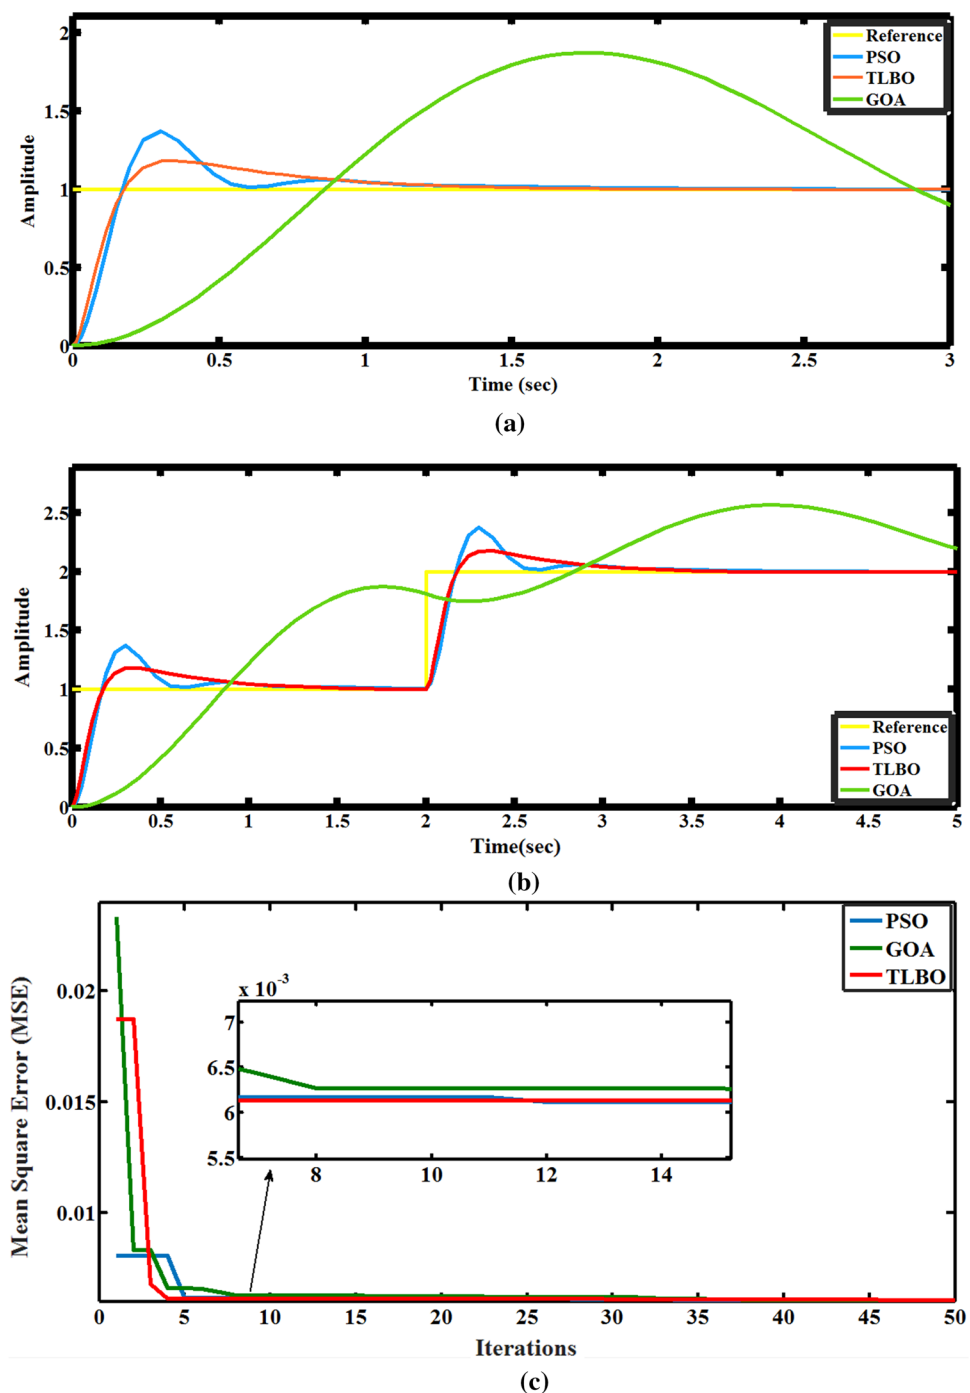 2
1.5
1
0.5
0
Amplitude
Reference
PSO
TLBO
GOA
0 0.5 1 1.5 2 2.5 3
Time (sec)
(a)
2.5
2
1.5
1
0.5
0
Amplitude
Reference
PSO
TLBO
GOA
0 0.5 1 1.5 2 2.5 3 3.5 4 4.5 5
Time(sec)
(b)
Mean Square Error (MSE)
0.02
0.015
0.01
PSO
GOA
TLBO
x 10-3
7
6.5
6
5.5
8 10 12 14
0 5 10 15 20 25 30 35 40 45 50
Iterations
(c)